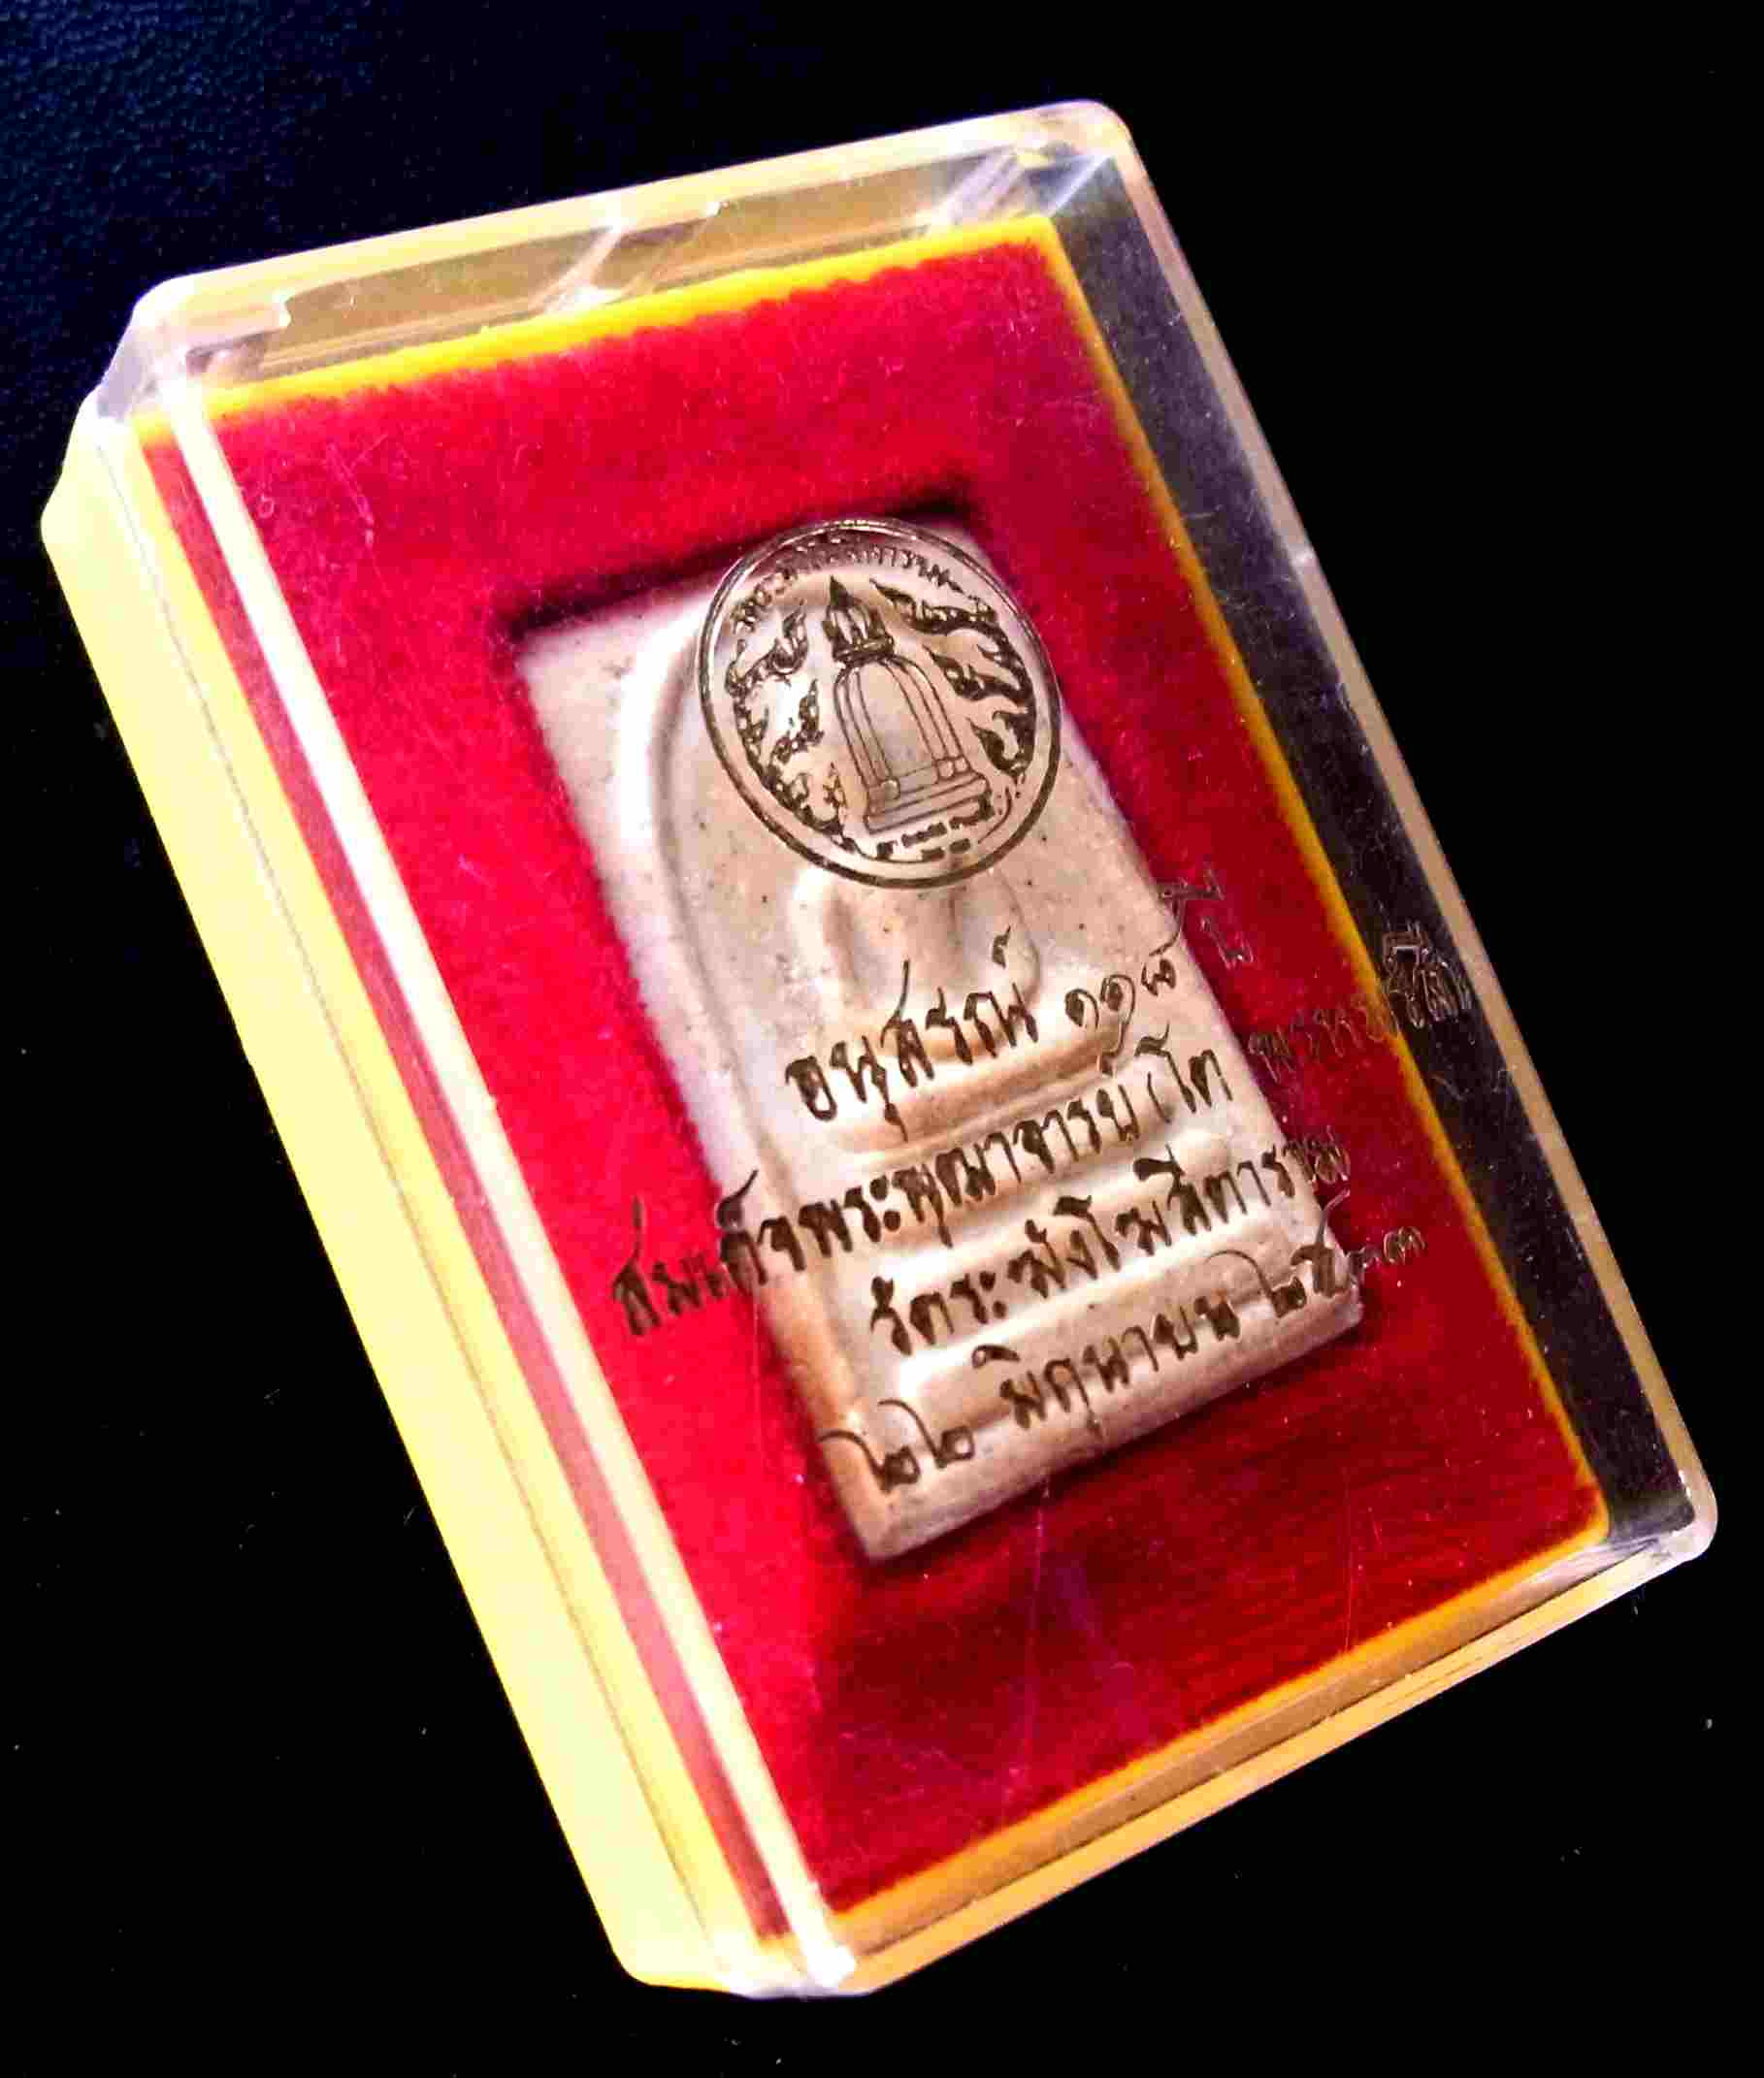 อนุสรณ์ ๑๑๘ ปี
สมเด็จพระพุฒาจารย์ (โต พรหมรังสี)
วัดระฆังโฆสิตาราม
๒๒ มิถุนายน ๒๕๓๓